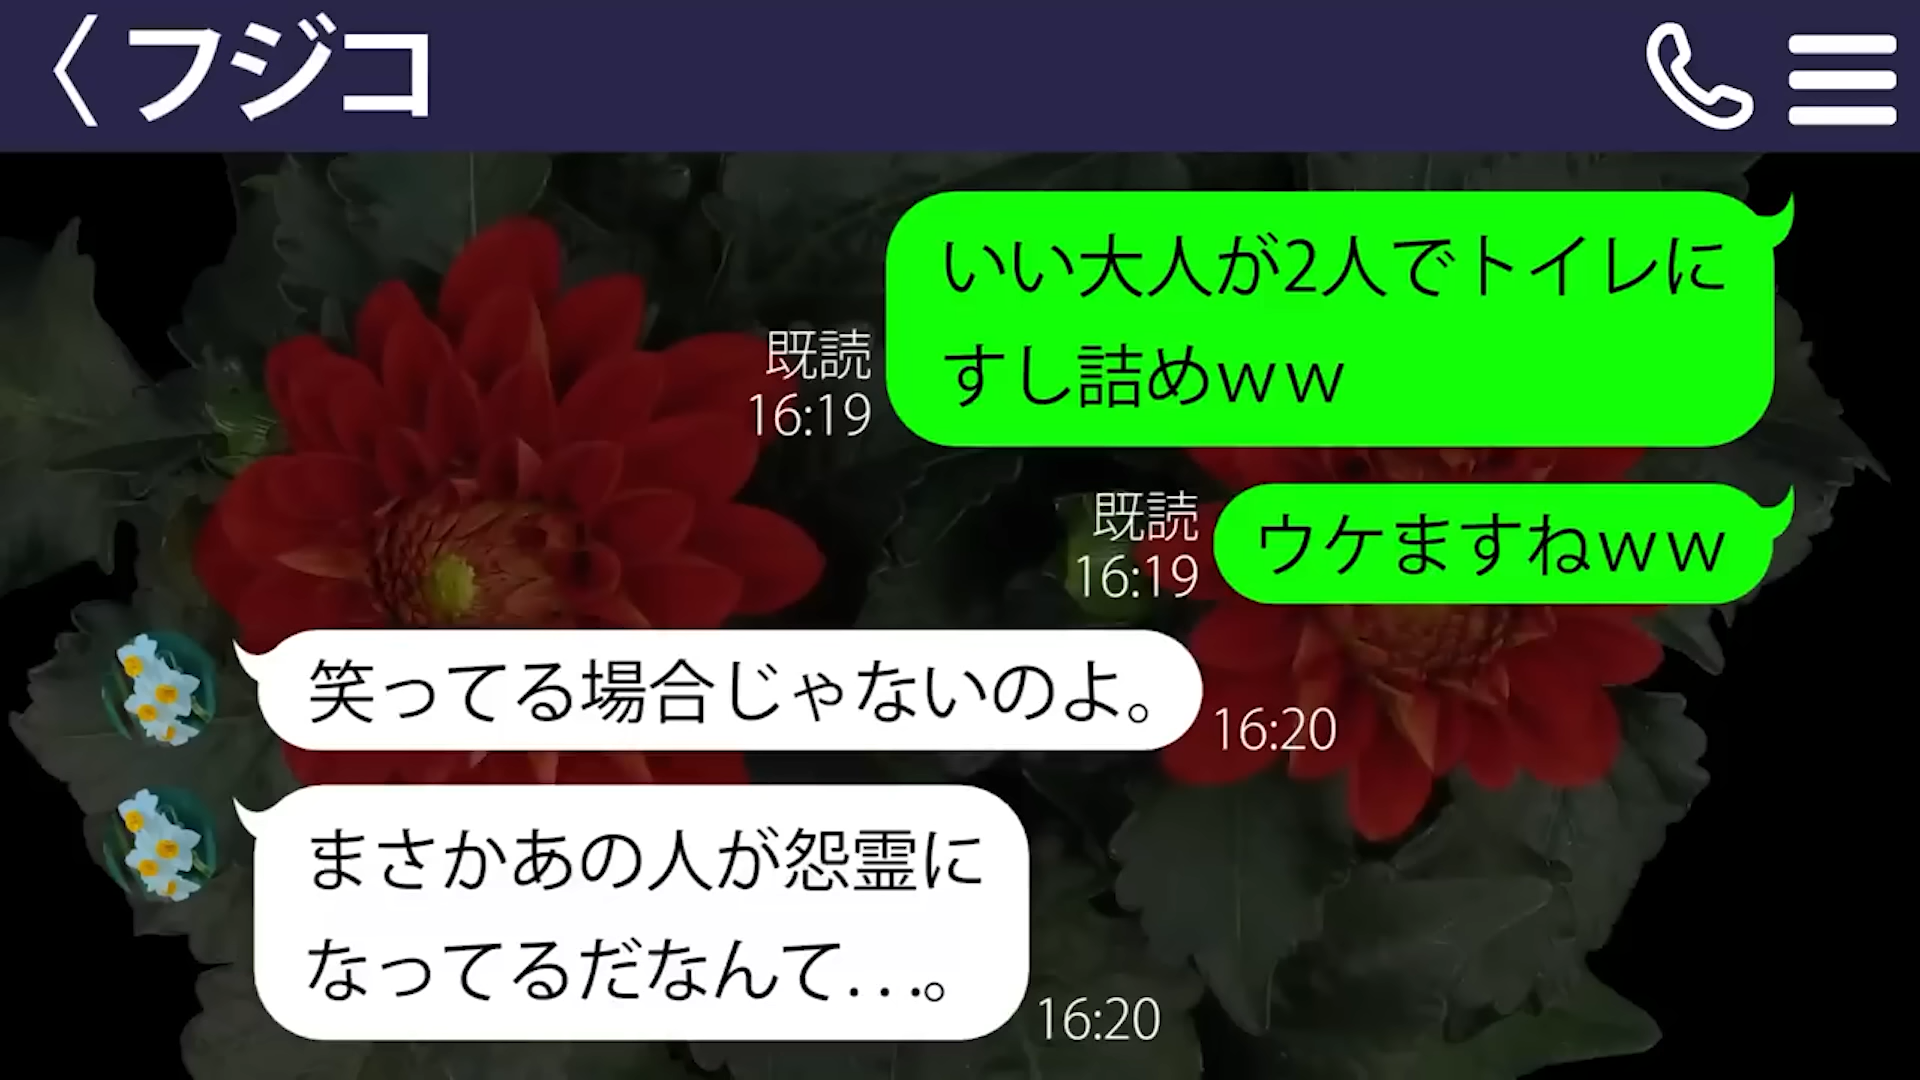 フジコ
いい大人が2人でトイレに
すし詰めｗｗ
既読
16:19
ウケますねｗｗ
既読
16:19
笑ってる場合じゃないのよ。
16:20
まさかあの人が怨霊に
なってるだなんて...。
16:20